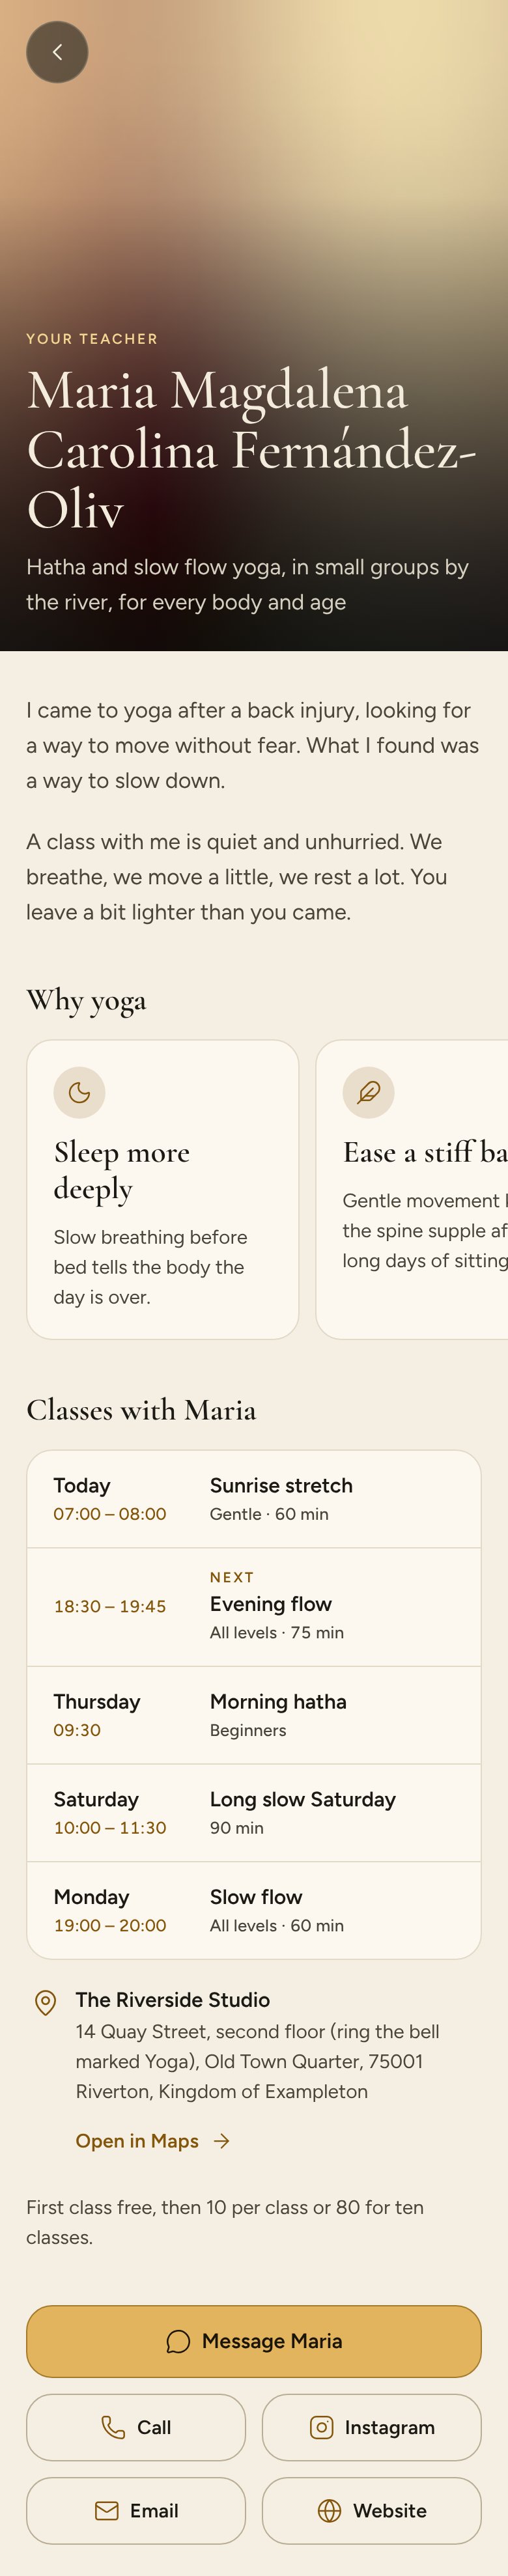 YOUR TEACHER
Maria Magdalena
Carolina Fernández-
Oliv
Hatha and slow flow yoga, in small groups by
the river, for every body and age
I came to yoga after a back injury, looking for
a way to move without fear. What I found was
a way to slow down.
A class with me is quiet and unhurried. We
breathe, we move a little, we rest a lot. You
leave a bit lighter than you came.
Why yoga
Sleep more
deeply
Slow breathing before
bed tells the body the
day is over.
Ease a stiff
Gentle movement
the spine supple
long days of sitting
Classes with Maria
Today
07:00 – 08:00
Sunrise stretch
Gentle · 60 min
18:30 – 19:45
NEXT
Evening flow
All levels · 75 min
Thursday
09:30
Morning hatha
Beginners
Saturday
10:00 – 11:30
Long slow Saturday
90 min
Monday
19:00 – 20:00
Slow flow
All levels · 60 min
The Riverside Studio
14 Quay Street, second floor (ring the bell
marked Yoga), Old Town Quarter, 75001
Riverton, Kingdom of Exampleton
Open in Maps
First class free, then 10 per class or 80 for ten
classes.
Message Maria
Call
Instagram
Email
Website